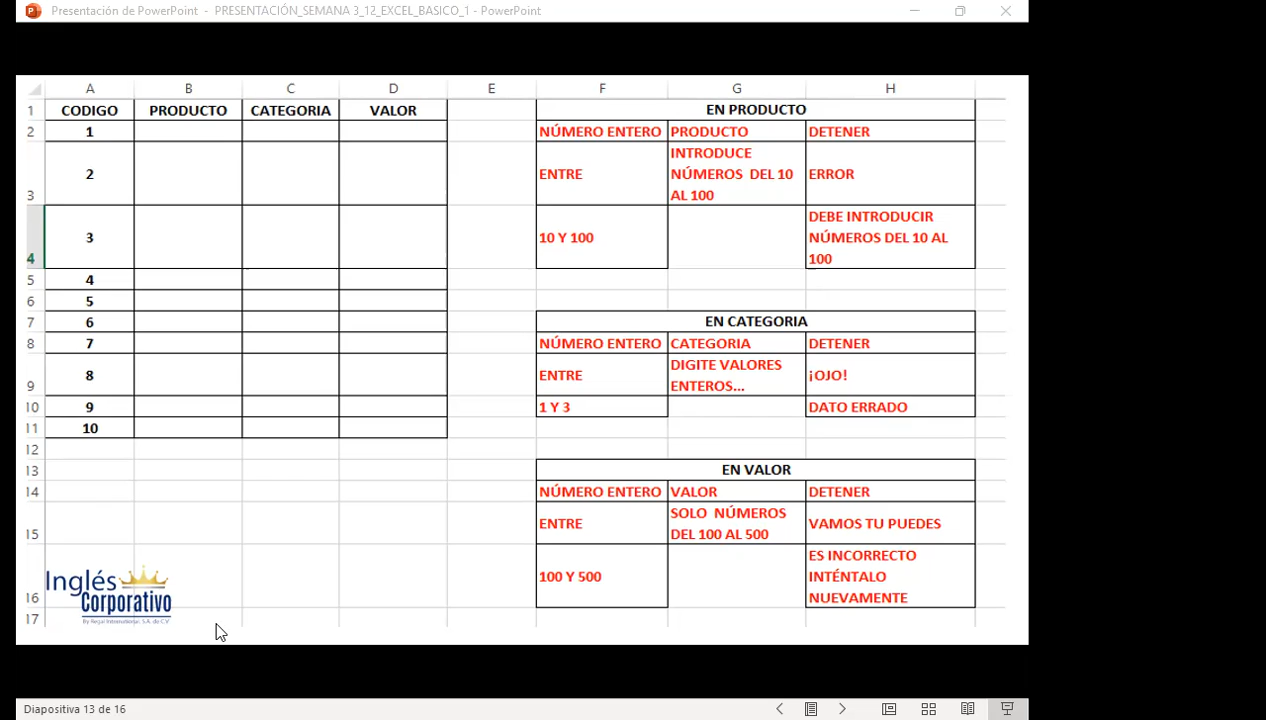 Presentación de PowerPoint - PRESENTACIÓN_SEMANA 3_12_EXCEL_BASICO_1 - PowerPoint
A B C D E F G H
1 CODIGO PRODUCTO CATEGORIA VALOR EN PRODUCTO
2 1 NÚMERO ENTERO PRODUCTO DETENER
INTRODUCE
2 ENTRE NÚMEROS DEL 10 ERROR
3 AL 100
DEBE INTRODUCIR
3 10 Y 100 NÚMEROS DEL 10 AL
4 100
5 4
6 5
7 6 EN CATEGORIA
8 7 NÚMERO ENTERO CATEGORIA DETENER
DIGITE VALORES
8 ENTRE ¡OJO!
9 ENTEROS...
10 9 1 Y 3 DATO ERRADO
11 10
12
13 EN VALOR
14 NÚMERO ENTERO VALOR DETENER
SOLO NÚMEROS
ENTRE VAMOS TU PUEDES
15 DEL 100 AL 500
ES INCORRECTO
100 Y 500 INTÉNTALO
16 NUEVAMENTE
17
Inglés
Corporativo
By Regal International, S.A. de C.V.
Diapositiva 13 de 16